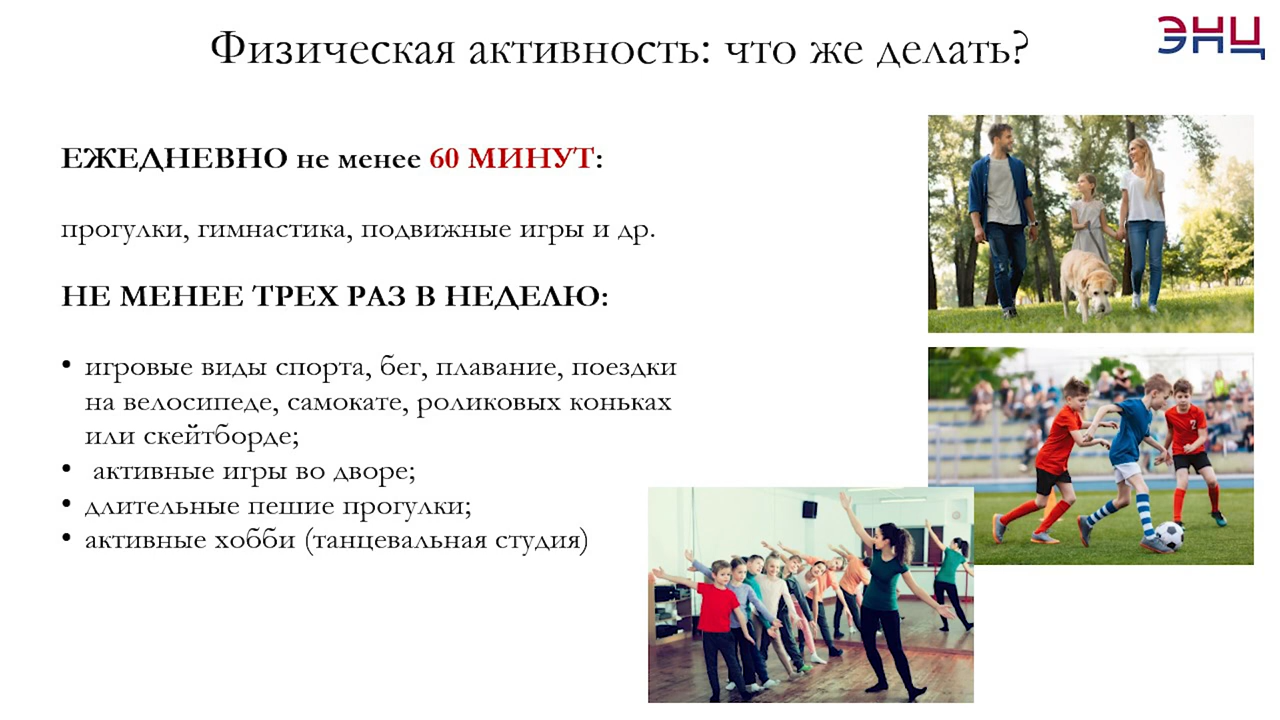 Физическая активность: что же делать?
ЭНЦ
ЕЖЕДНЕВНО не менее 60 МИНУТ:
прогулки, гимнастика, подвижные игры и др.
НЕ МЕНЕЕ ТРЕХ РАЗ В НЕДЕЛЮ:
• игровые виды спорта, бег, плавание, поездки
на велосипеде, самокате, роликовых коньках
или скейтборде;
• активные игры во дворе;
• длительные пешие прогулки;
• активные хобби (танцевальная студия)